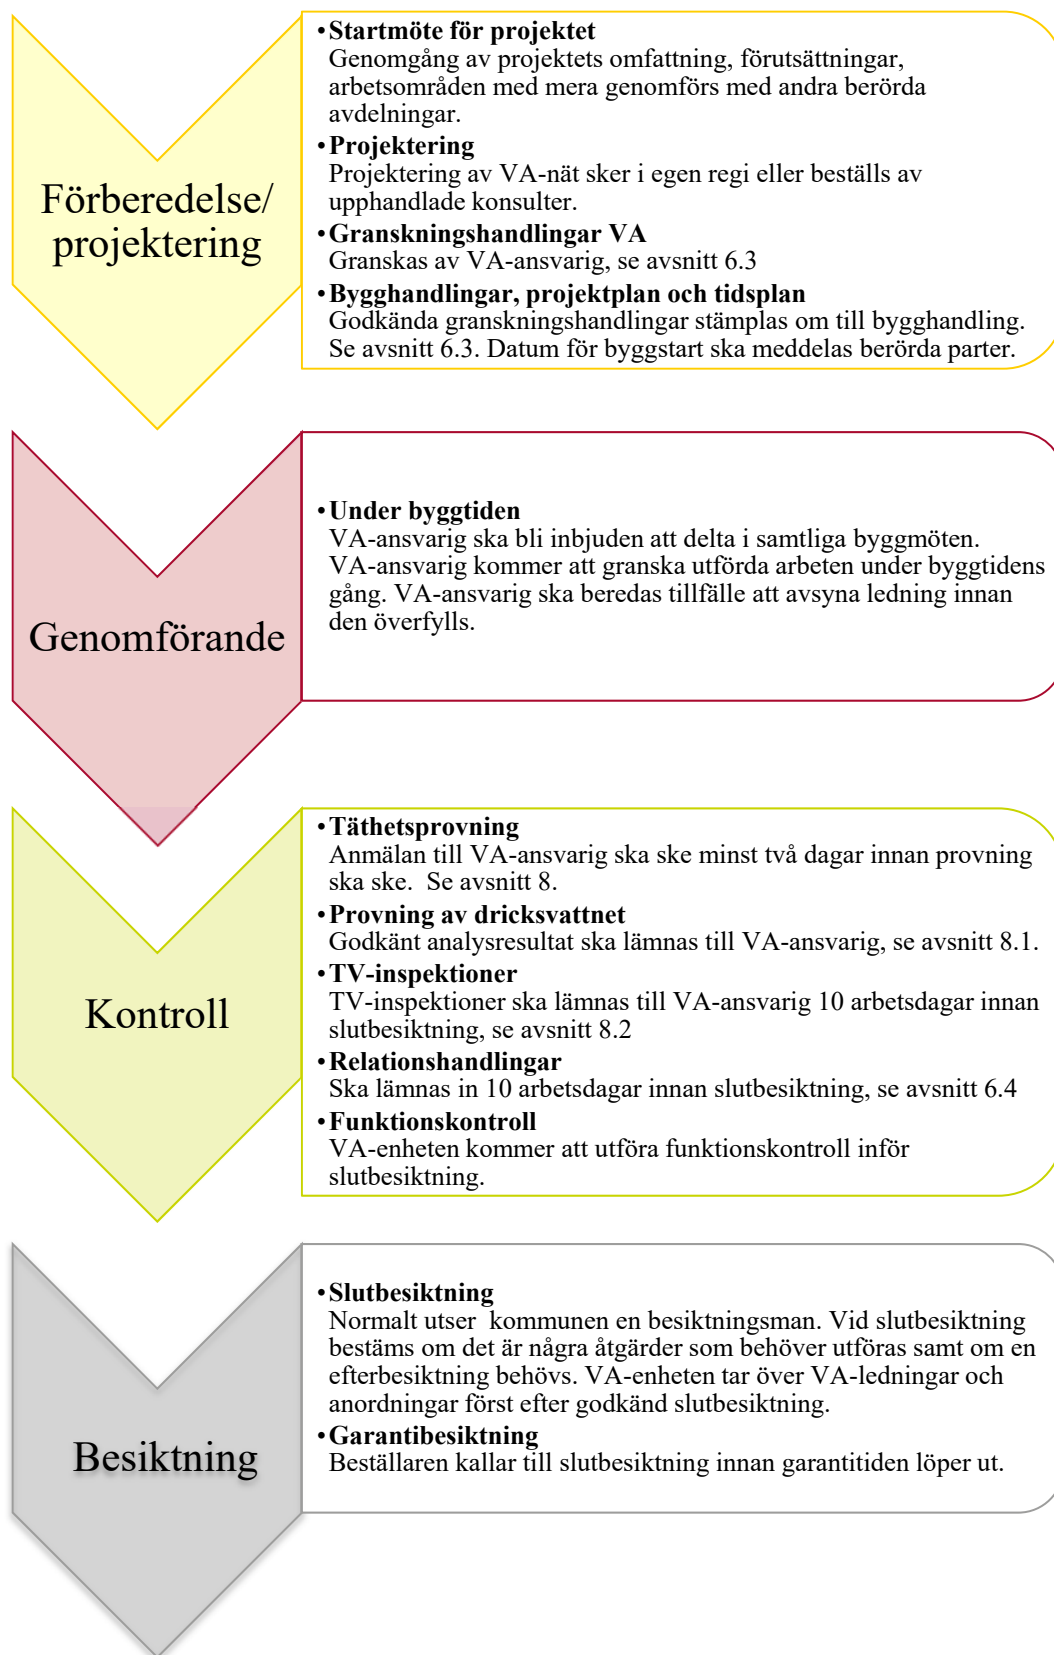 Förberedelse/
projektering
•Startmöte för projektet
Genomgång av projektets omfattning, förutsättningar,
arbetsområden med mera genomförs med andra berörda
avdelningar.
•Projektering
Projektering av VA-nät sker i egen regi eller beställs av
upphandlade konsulter.
•Granskningshandlingar VA
Granskas av VA-ansvarig, se avsnitt 6.3
•Bygghandlingar, projektplan och tidsplan
Godkända granskningshandlingar stämplas om till bygghandling.
Se avsnitt 6.3. Datum för byggstart ska meddelas berörda parter.
Genomförande
•Under byggtiden
VA-ansvarig ska bli inbjuden att delta i samtliga byggmöten.
VA-ansvarig kommer att granska utförda arbeten under byggtidens
gång. VA-ansvarig ska beredas tillfälle att avsyna ledning innan
den överfylls.
Kontroll
•Täthetsprovning
Anmälan till VA-ansvarig ska ske minst två dagar innan provning
ska ske.  Se avsnitt 8.
•Provning av dricksvattnet
Godkänt analysresultat ska lämnas till VA-ansvarig, se avsnitt 8.1.
•TV-inspektioner
TV-inspektioner ska lämnas till VA-ansvarig 10 arbetsdagar innan
slutbesiktning, se avsnitt 8.2
•Relationshandlingar
Ska lämnas in 10 arbetsdagar innan slutbesiktning, se avsnitt 6.4
•Funktionskontroll
VA-enheten kommer att utföra funktionskontroll inför
slutbesiktning.
Besiktning
•Slutbesiktning
Normalt utser  kommunen en besiktningsman. Vid slutbesiktning
bestäms om det är några åtgärder som behöver utföras samt om en
efterbesiktning behövs. VA-enheten tar över VA-ledningar och
anordningar först efter godkänd slutbesiktning.
•Garantibesiktning
Beställaren kallar till slutbesiktning innan garantitiden löper ut.